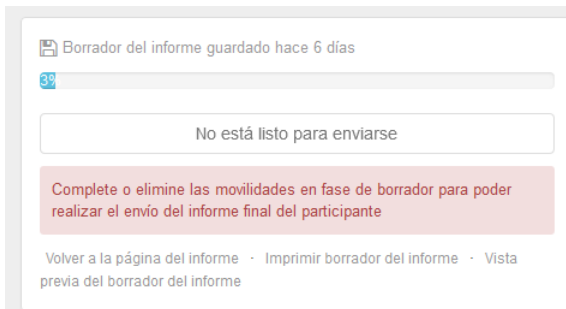 Borrador del informe guardado hace 6 días
3%
No está listo para enviarse
Complete o elimine las movilidades en fase de borrador para poder
realizar el envío del informe final del participante
Volver a la página del informe · Imprimir borrador del informe · Vista
previa del borrador del informe